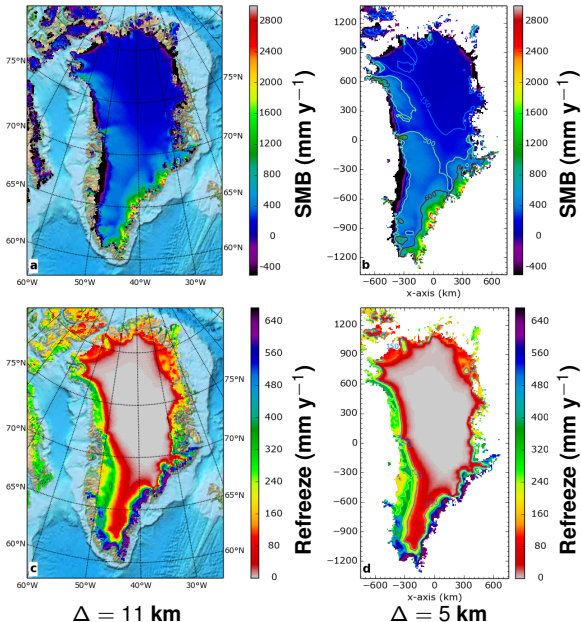 75°N
70°N
65°N
60°N
75°N
70°N
65°N
60°N
60°W
50°W
40°W
30°W
a
2800
2400
2000
1600
1200
800
400
0
−400
SMB (mm y−1)
1200
900
600
300
0
−300
−600
−900
−1200
−600
−300
0
300
600
x-axis (km)
b
150
300
2800
2400
2000
1600
1200
800
400
0
−400
SMB (mm y−1)
75°N
70°N
65°N
60°N
75°N
70°N
65°N
60°N
60°W
50°W
40°W
30°W
c
640
560
480
400
320
240
160
80
0
Refreeze (mm y−1)
1200
900
600
300
0
−300
−600
−900
−1200
−600
−300
0
300
600
x-axis (km)
d
640
560
480
400
320
240
160
80
0
Refreeze (mm y−1)
Δ = 11 km
Δ = 5 km